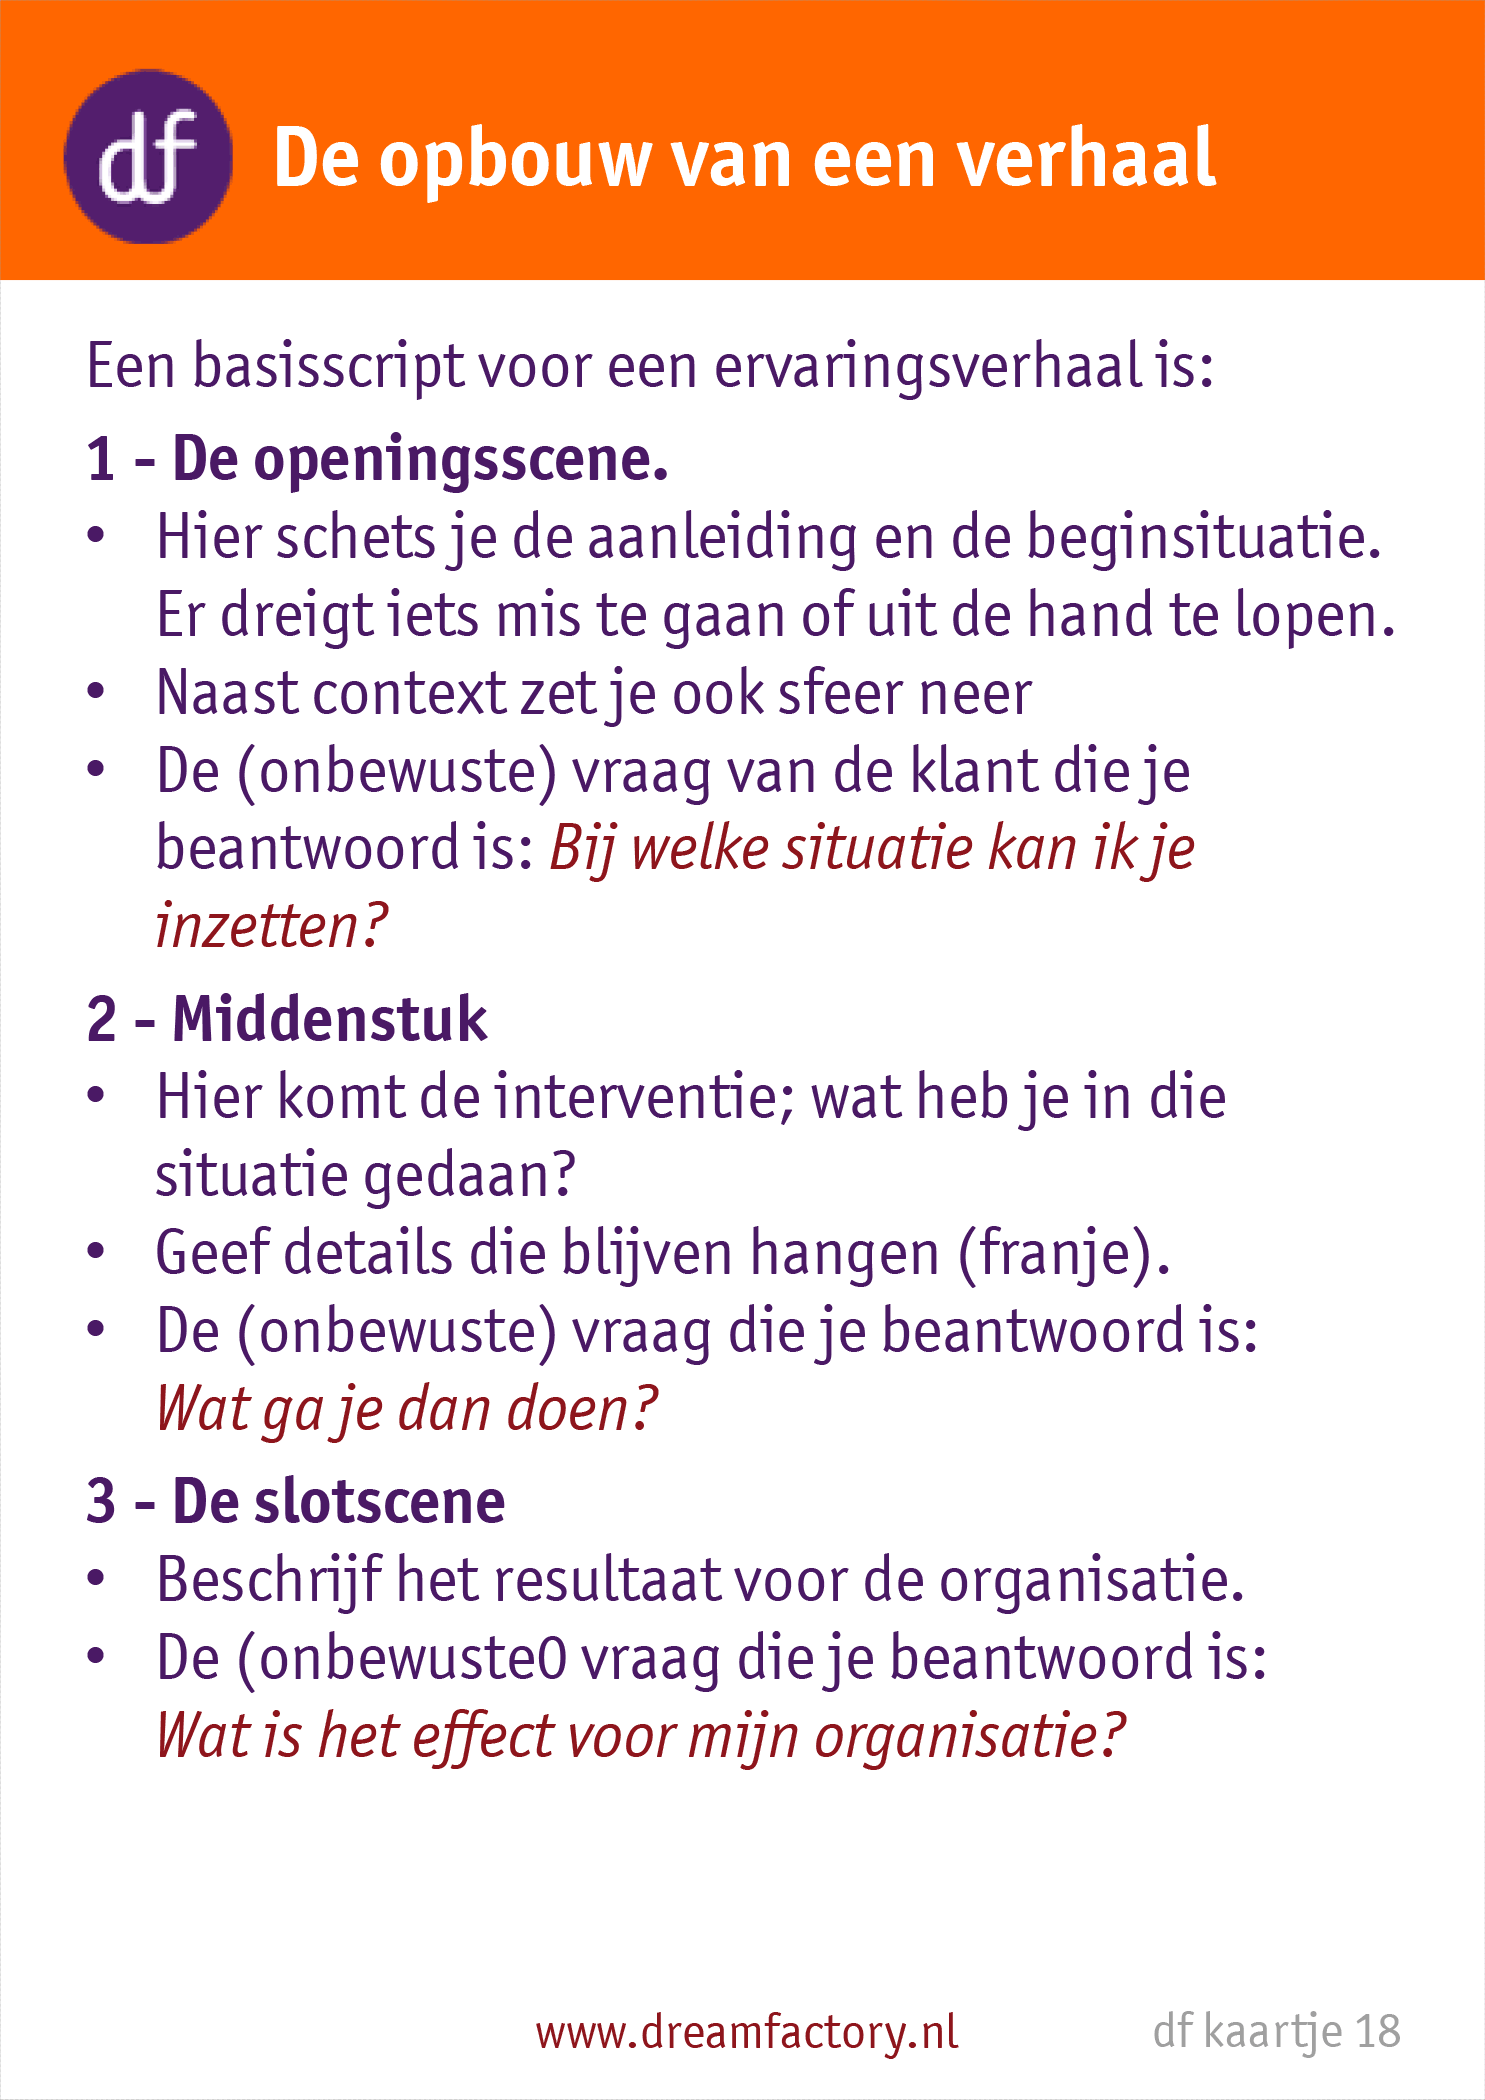 df
De opbouw van een verhaal
Een basisscript voor een ervaringsverhaal is:
1 - De openingsscene.
• Hier schets je de aanleiding en de beginsituatie.
Er dreigt iets mis te gaan of uit de hand te lopen.
• Naast context zet je ook sfeer neer
• De (onbewuste) vraag van de klant die je
beantwoord is: Bij welke situatie kan ik je
inzetten?
2 - Middenstuk
• Hier komt de interventie; wat heb je in die
situatie gedaan?
• Geef details die blijven hangen (franje).
• De (onbewuste) vraag die je beantwoord is:
Wat ga je dan doen?
3 - De slotscene
• Beschrijf het resultaat voor de organisatie.
• De (onbewuste0 vraag die je beantwoord is:
Wat is het effect voor mijn organisatie?
www.dreamfactory.nl
df kaartje 18